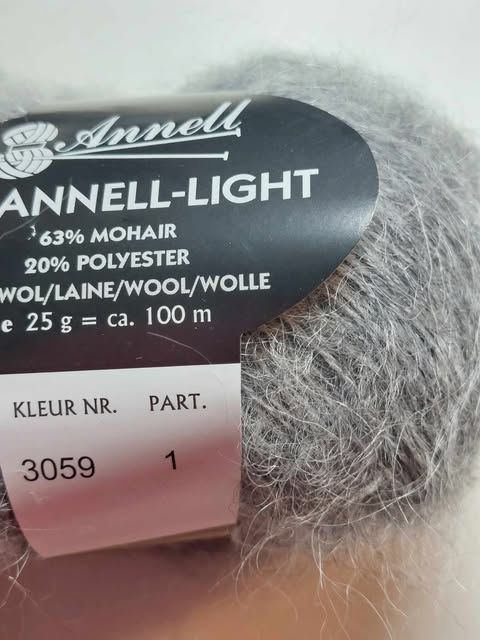 Annell
ANNELL-LIGHT
63% MOHAIR
20% POLYESTER
WOL/LAINE/WOOL/WOLLE
e 25 g = ca. 100 m
KLEUR NR. PART.
3059 1